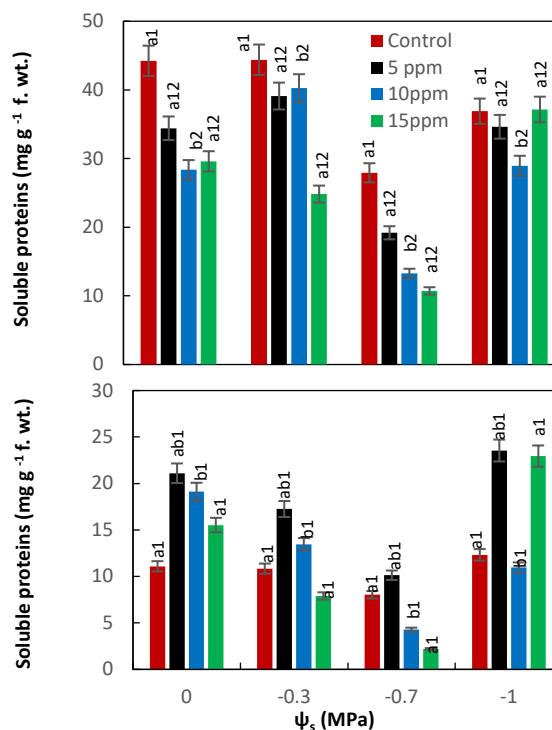 Soluble proteins (mg g⁻¹ f. wt.)
50
40
30
20
10
0
Control
5 ppm
10ppm
15ppm
a1
a12
b2
a12
a1
a12
b2
a12
a1
a12
b2
a12
a1
a12
b2
a12
Soluble proteins (mg g⁻¹ f. wt.)
30
25
20
15
10
5
0
a1
ab1
b1
a1
a1
ab1
b1
a1
a1
ab1
b1
a1
a1
ab1
b1
a1
0 -0.3 -0.7 -1
ψs (MPa)